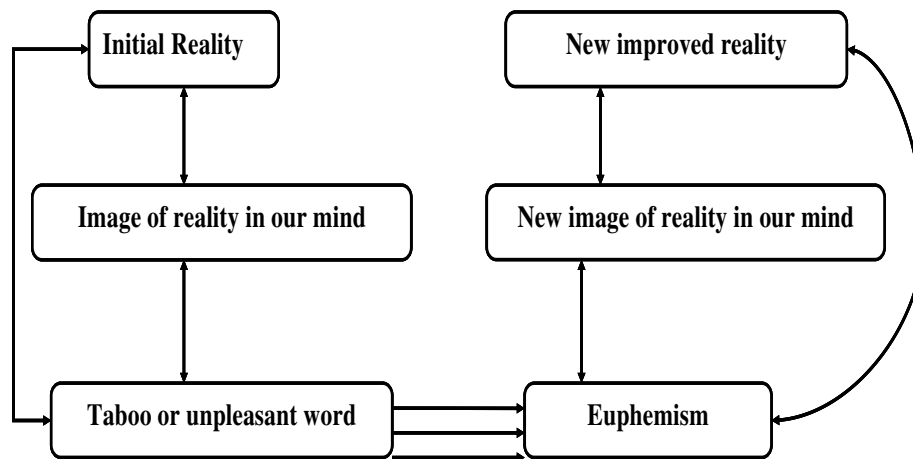 Initial Reality
New improved reality
Image of reality in our mind
New image of reality in our mind
Taboo or unpleasant word
Euphemism